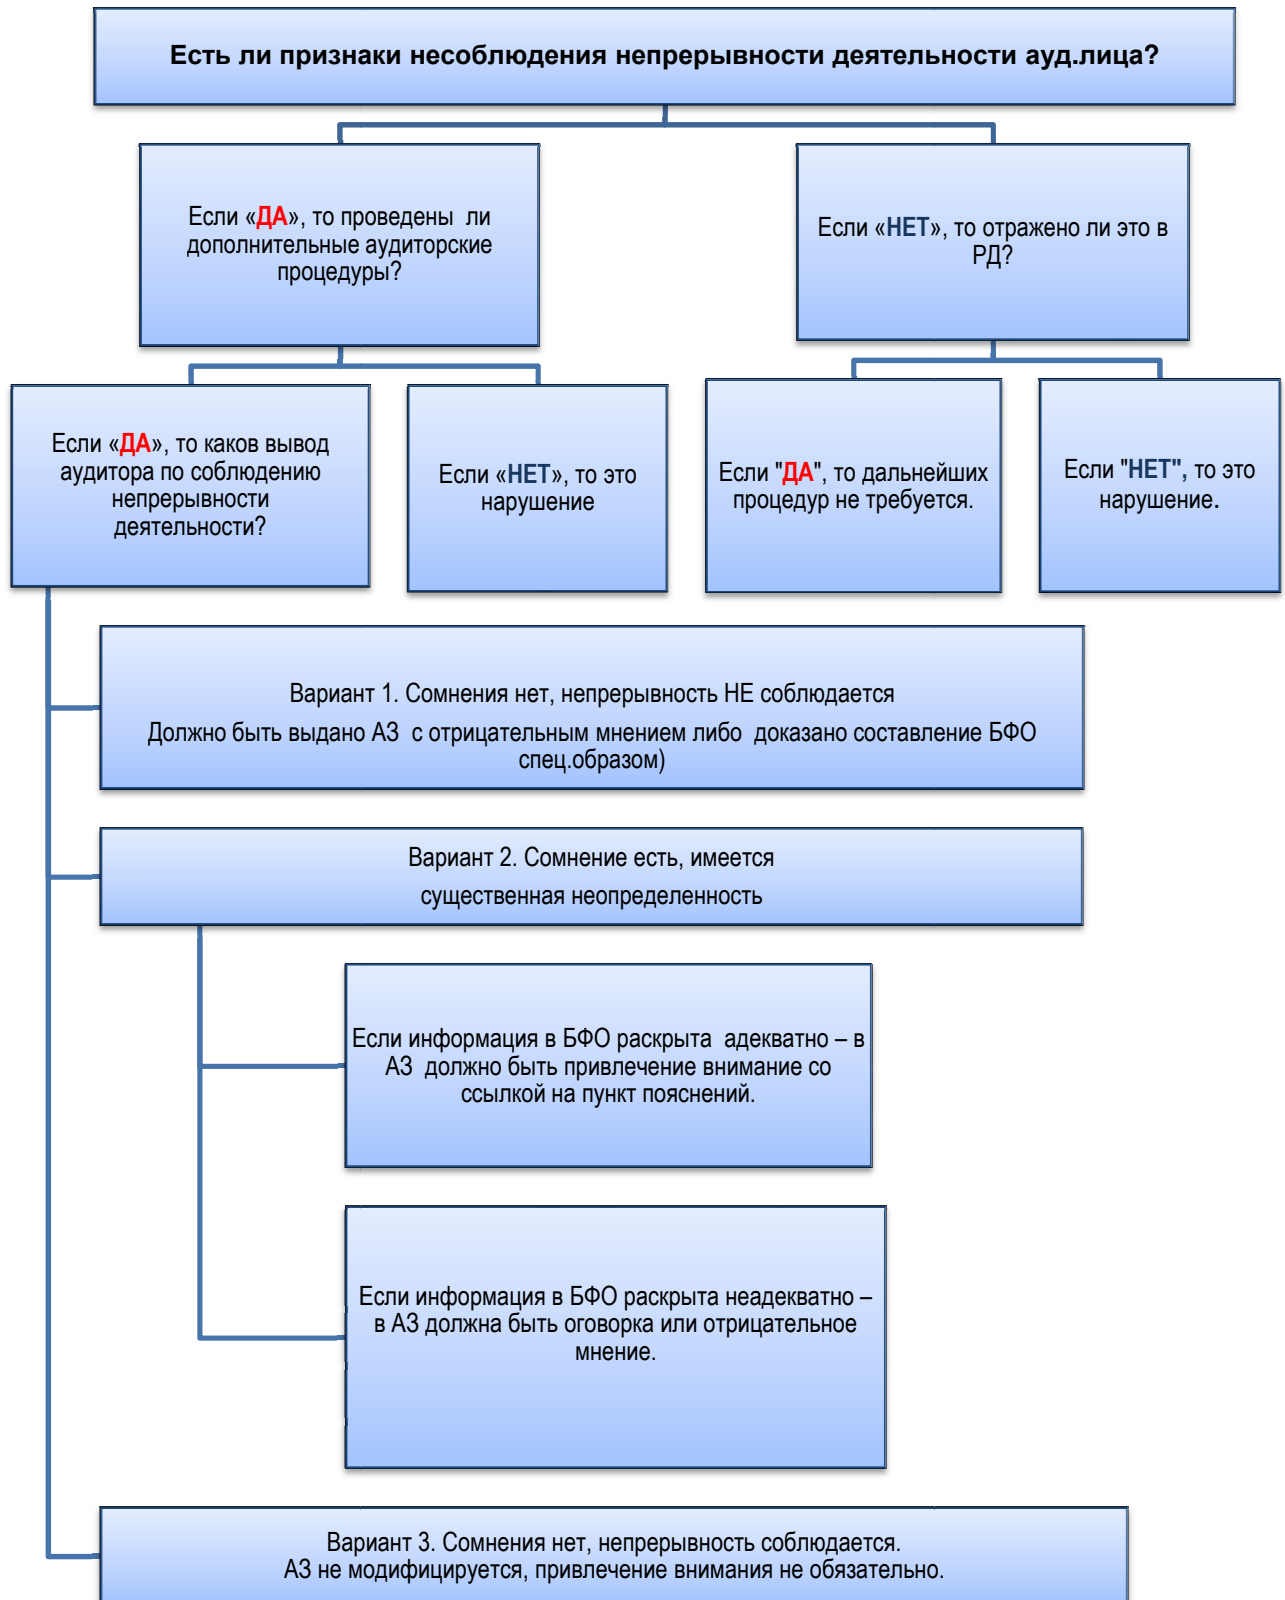 Есть ли признаки несоблюдения непрерывности деятельности ауд.лица?
Если «ДА», то проведены ли
дополнительные аудиторские
процедуры?
Если «НЕТ», то отражено ли это в
РД?
Если «ДА», то каков вывод
аудитора по соблюдению
непрерывности
деятельности?
Если «НЕТ», то это
нарушение
Если "ДА", то дальнейших
процедур не требуется.
Если "НЕТ", то это
нарушение.
Вариант 1. Сомнения нет, непрерывность НЕ соблюдается
Должно быть выдано АЗ с отрицательным мнением либо доказано составление БФО
спец.образом)
Вариант 2. Сомнение есть, имеется
существенная неопределенность
Если информация в БФО раскрыта адекватно – в
АЗ должно быть привлечение внимание со
ссылкой на пункт пояснений.
Если информация в БФО раскрыта неадекватно –
в АЗ должна быть оговорка или отрицательное
мнение.
Вариант 3. Сомнения нет, непрерывность соблюдается.
АЗ не модифицируется, привлечение внимания не обязательно.